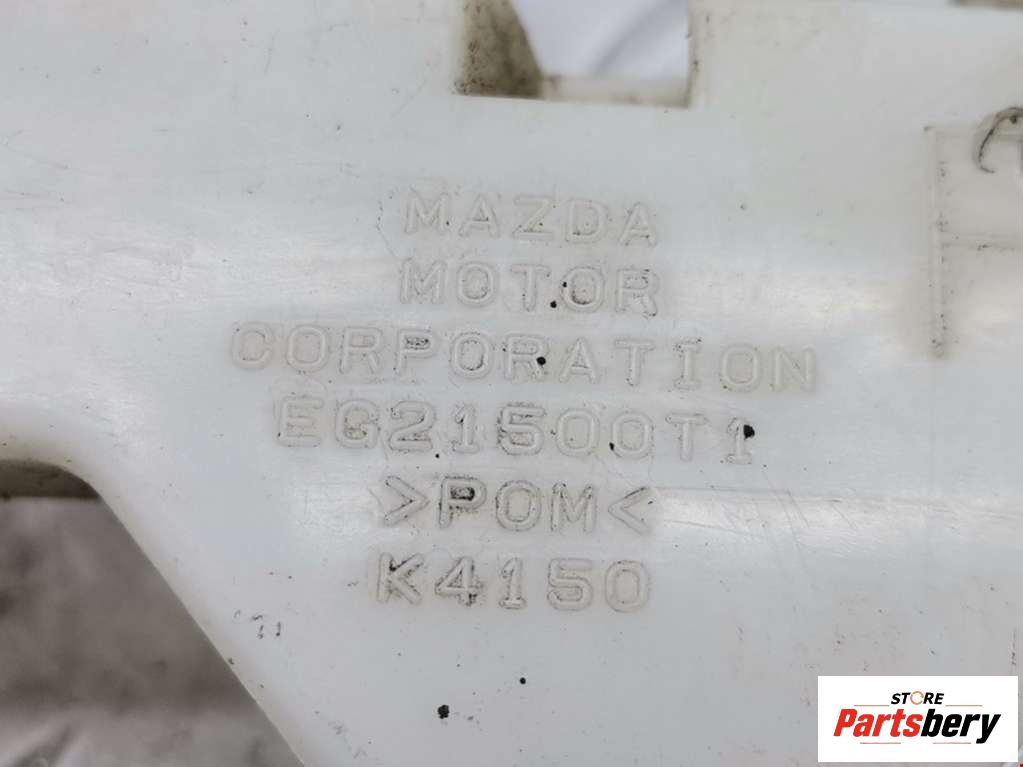 MAZDA
MOTOR
CORPORATION
EG21500T1
>POM<
K4150
STORE
Partsbery